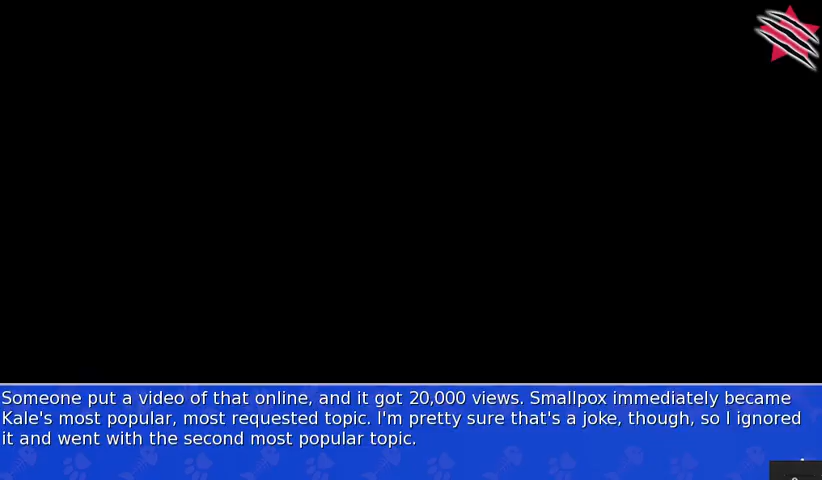 Someone put a video of that online, and it got 20,000 views. Smallpox immediately became
Kale's most popular, most requested topic. I'm pretty sure that's a joke, though, so I ignored
it and went with the second most popular topic.